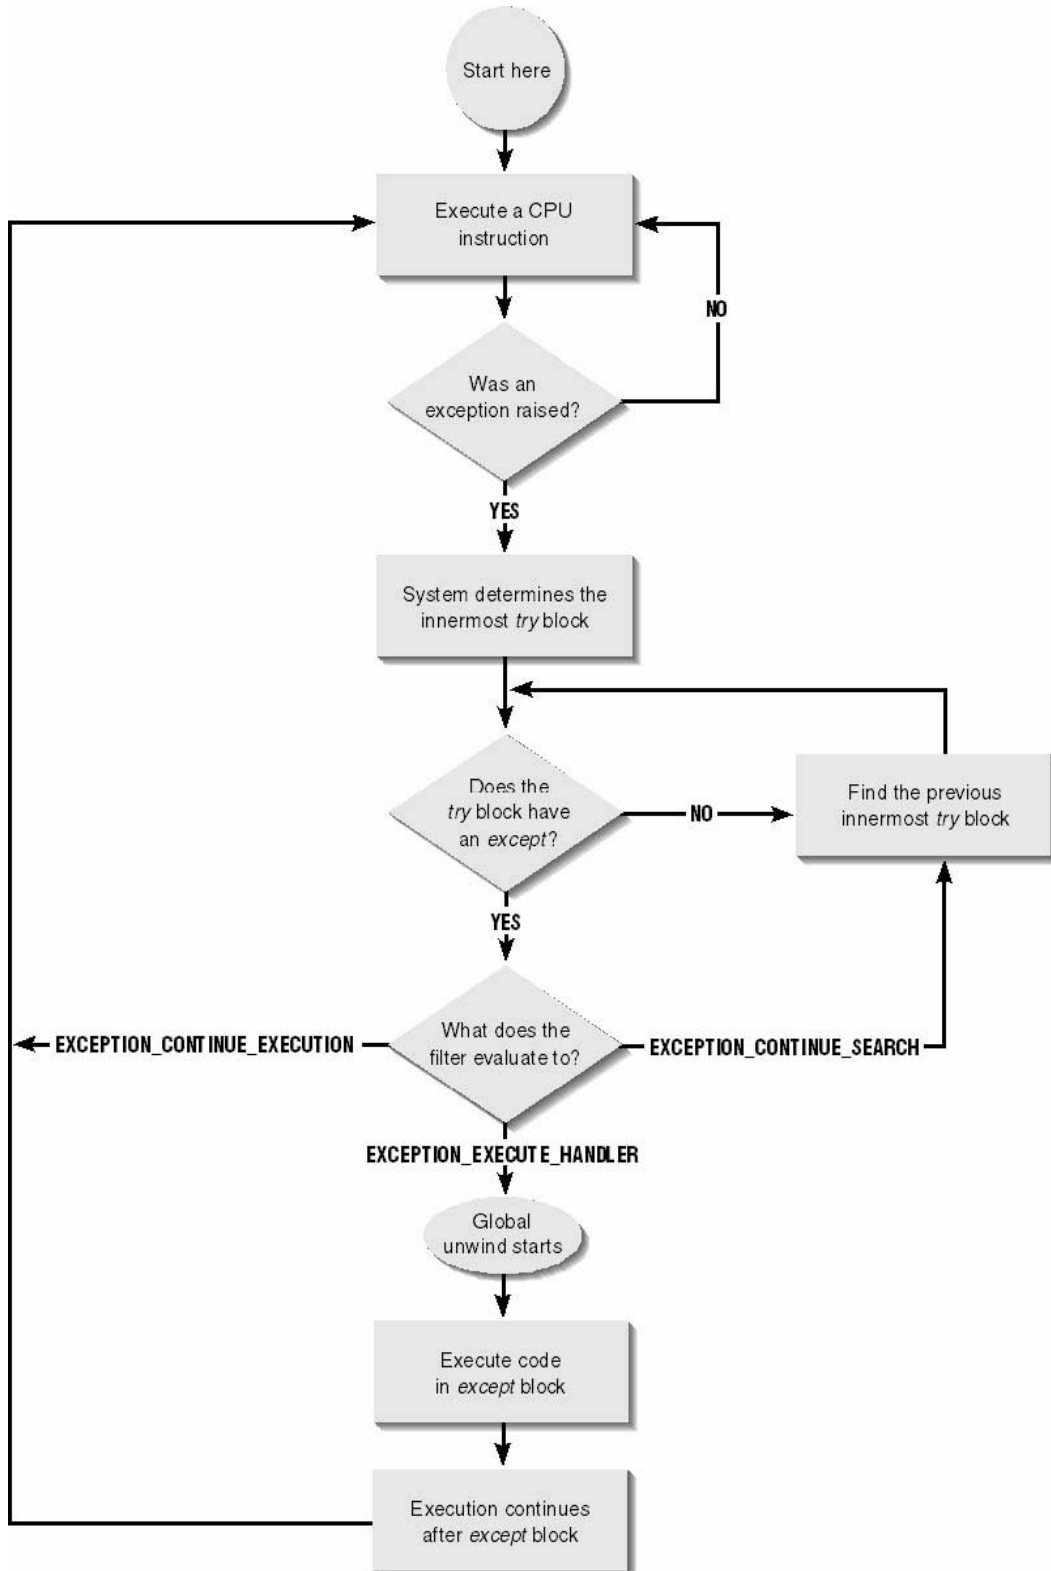 Start here
Execute a CPU
instruction
NO
Was an
exception raised?
YES
System determines the
innermost try block
Does the
try block have
an except?
NO
Find the previous
innermost try block
YES
What does the
filter evaluate to?
EXCEPTION_CONTINUE_EXECUTION
EXCEPTION_CONTINUE_SEARCH
EXCEPTION_EXECUTE_HANDLER
Global
unwind starts
Execute code
in except block
Execution continues
after except block